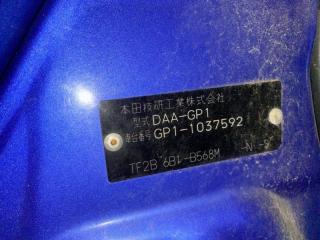 本田技研工業株式会社
型式 DAA-GP1
車台番号 GP1-1037592
TF2B 6B1-B568M -N -S